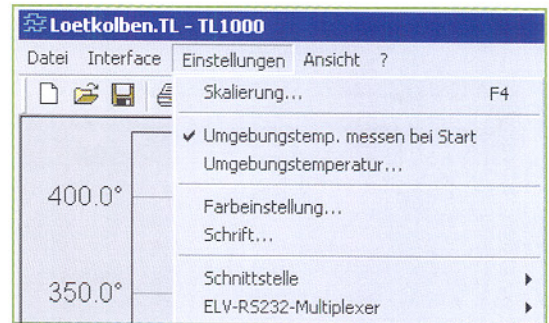 Loetkolben.TL - TL1000
Datei Interface Einstellungen Ansicht ?
Skalierung... F4
✔ Umgebungstemp. messen bei Start
Umgebungstemperatur...
400.0°
Farbeinstellung...
Schrift...
Schnittstelle
350.0°
ELV-RS232-Multiplexer